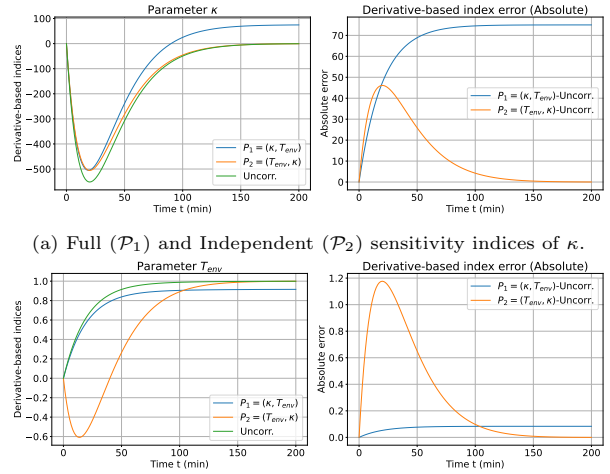 Parameter κ
Derivative-based index error (Absolute)
Derivative-based indices
100
0
−100
−200
−300
−400
−500
P₁ = (κ, Tₑₙᵥ)
P₂ = (Tₑₙᵥ, κ)
Uncorr.
0 50 100 150 200
Time t (min)
Absolute error
70
60
50
40
30
20
10
0
P₁ = (κ, Tₑₙᵥ)-Uncorr.
P₂ = (Tₑₙᵥ, κ)-Uncorr.
0 50 100 150 200
Time t (min)
(a) Full (𝒫₁) and Independent (𝒫₂) sensitivity indices of κ.
Parameter Tₑₙᵥ
Derivative-based index error (Absolute)
Derivative-based indices
1.0
0.8
0.6
0.4
0.2
0.0
−0.2
−0.4
−0.6
P₁ = (κ, Tₑₙᵥ)
P₂ = (Tₑₙᵥ, κ)
Uncorr.
0 50 100 150 200
Time t (min)
Absolute error
1.2
1.0
0.8
0.6
0.4
0.2
0.0
P₁ = (κ, Tₑₙᵥ)-Uncorr.
P₂ = (Tₑₙᵥ, κ)-Uncorr.
0 50 100 150 200
Time t (min)